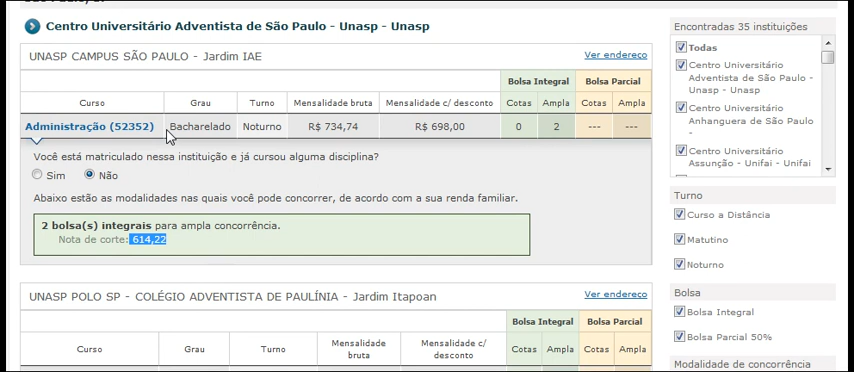 Centro Universitário Adventista de São Paulo - Unasp - Unasp
UNASP CAMPUS SÃO PAULO - Jardim IAE
Ver endereço
Bolsa Integral Bolsa Parcial
Curso Grau Turno Mensalidade bruta Mensalidade c/ desconto Cotas Ampla Cotas Ampla
Administração (52352) Bacharelado Noturno R$ 734,74 R$ 698,00 0 2 --- ---
Você está matriculado nessa instituição e já cursou alguma disciplina?
Sim Não
Abaixo estão as modalidades nas quais você pode concorrer, de acordo com a sua renda familiar.
2 bolsa(s) integrais para ampla concorrência.
Nota de corte: 614,22
UNASP POLO SP - COLÉGIO ADVENTISTA DE PAULÍNIA - Jardim Itapoan
Ver endereço
Bolsa Integral Bolsa Parcial
Curso Grau Turno Mensalidade bruta Mensalidade c/ desconto Cotas Ampla Cotas Ampla
Encontradas 35 instituições
Todas
Centro Universitário
Adventista de São Paulo -
Unasp - Unasp
Centro Universitário
Anhanguera de São Paulo
-
Centro Universitário
Assunção - Unifai - Unifai
Turno
Curso a Distância
Matutino
Noturno
Bolsa
Bolsa Integral
Bolsa Parcial 50%
Modalidade de concorrência